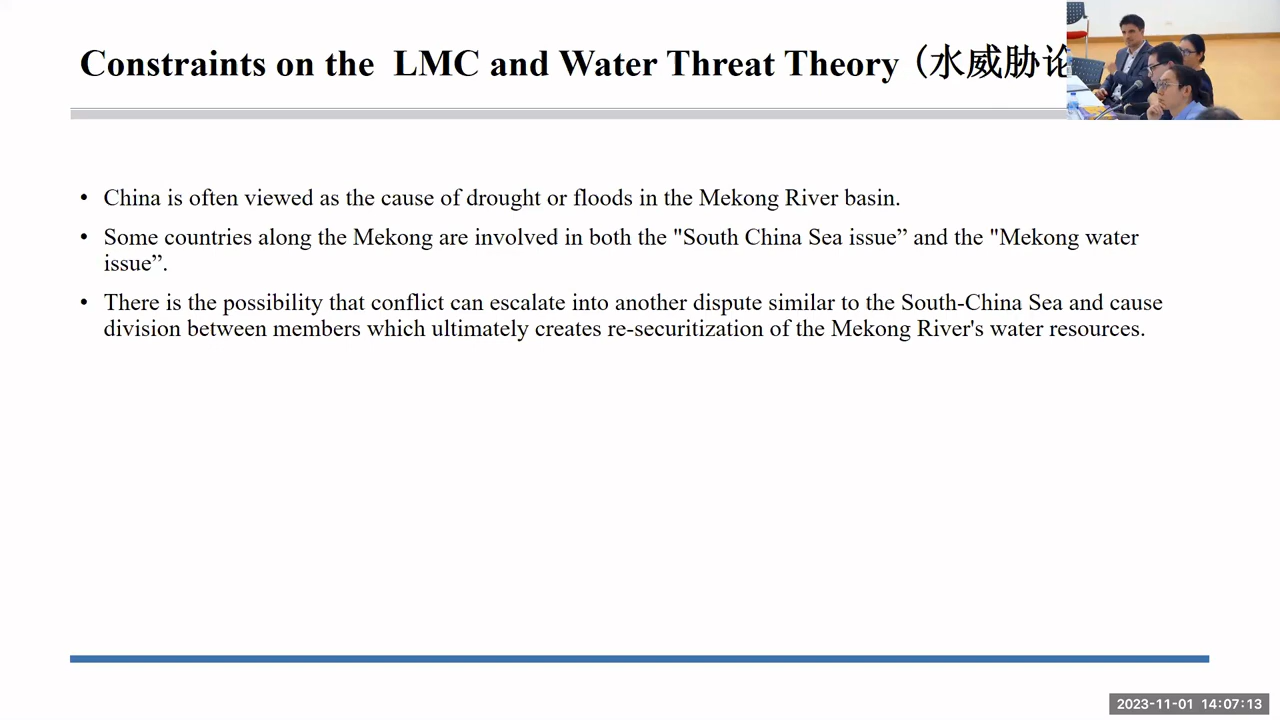 Constraints on the LMC and Water Threat Theory (水威胁论
• China is often viewed as the cause of drought or floods in the Mekong River basin.
• Some countries along the Mekong are involved in both the "South China Sea issue” and the "Mekong water
issue”.
• There is the possibility that conflict can escalate into another dispute similar to the South-China Sea and cause
division between members which ultimately creates re-securitization of the Mekong River's water resources.
2023-11-01 14:07:13